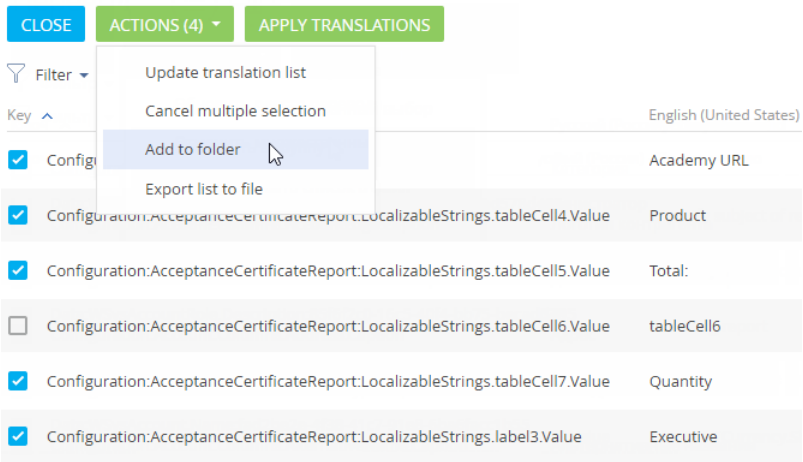 CLOSE ACTIONS (4) APPLY TRANSLATIONS
Update translation list
Filter
Cancel multiple selection
Key English (United States)
Add to folder
Academy URL
Export list to file
Configuration:AcceptanceCertificateReport:LocalizableStrings.tableCell4.Value Product
Configuration:AcceptanceCertificateReport:LocalizableStrings.tableCell5.Value Total:
Configuration:AcceptanceCertificateReport:LocalizableStrings.tableCell6.Value tableCell6
Configuration:AcceptanceCertificateReport:LocalizableStrings.tableCell7.Value Quantity
Configuration:AcceptanceCertificateReport:LocalizableStrings.label3.Value Executive